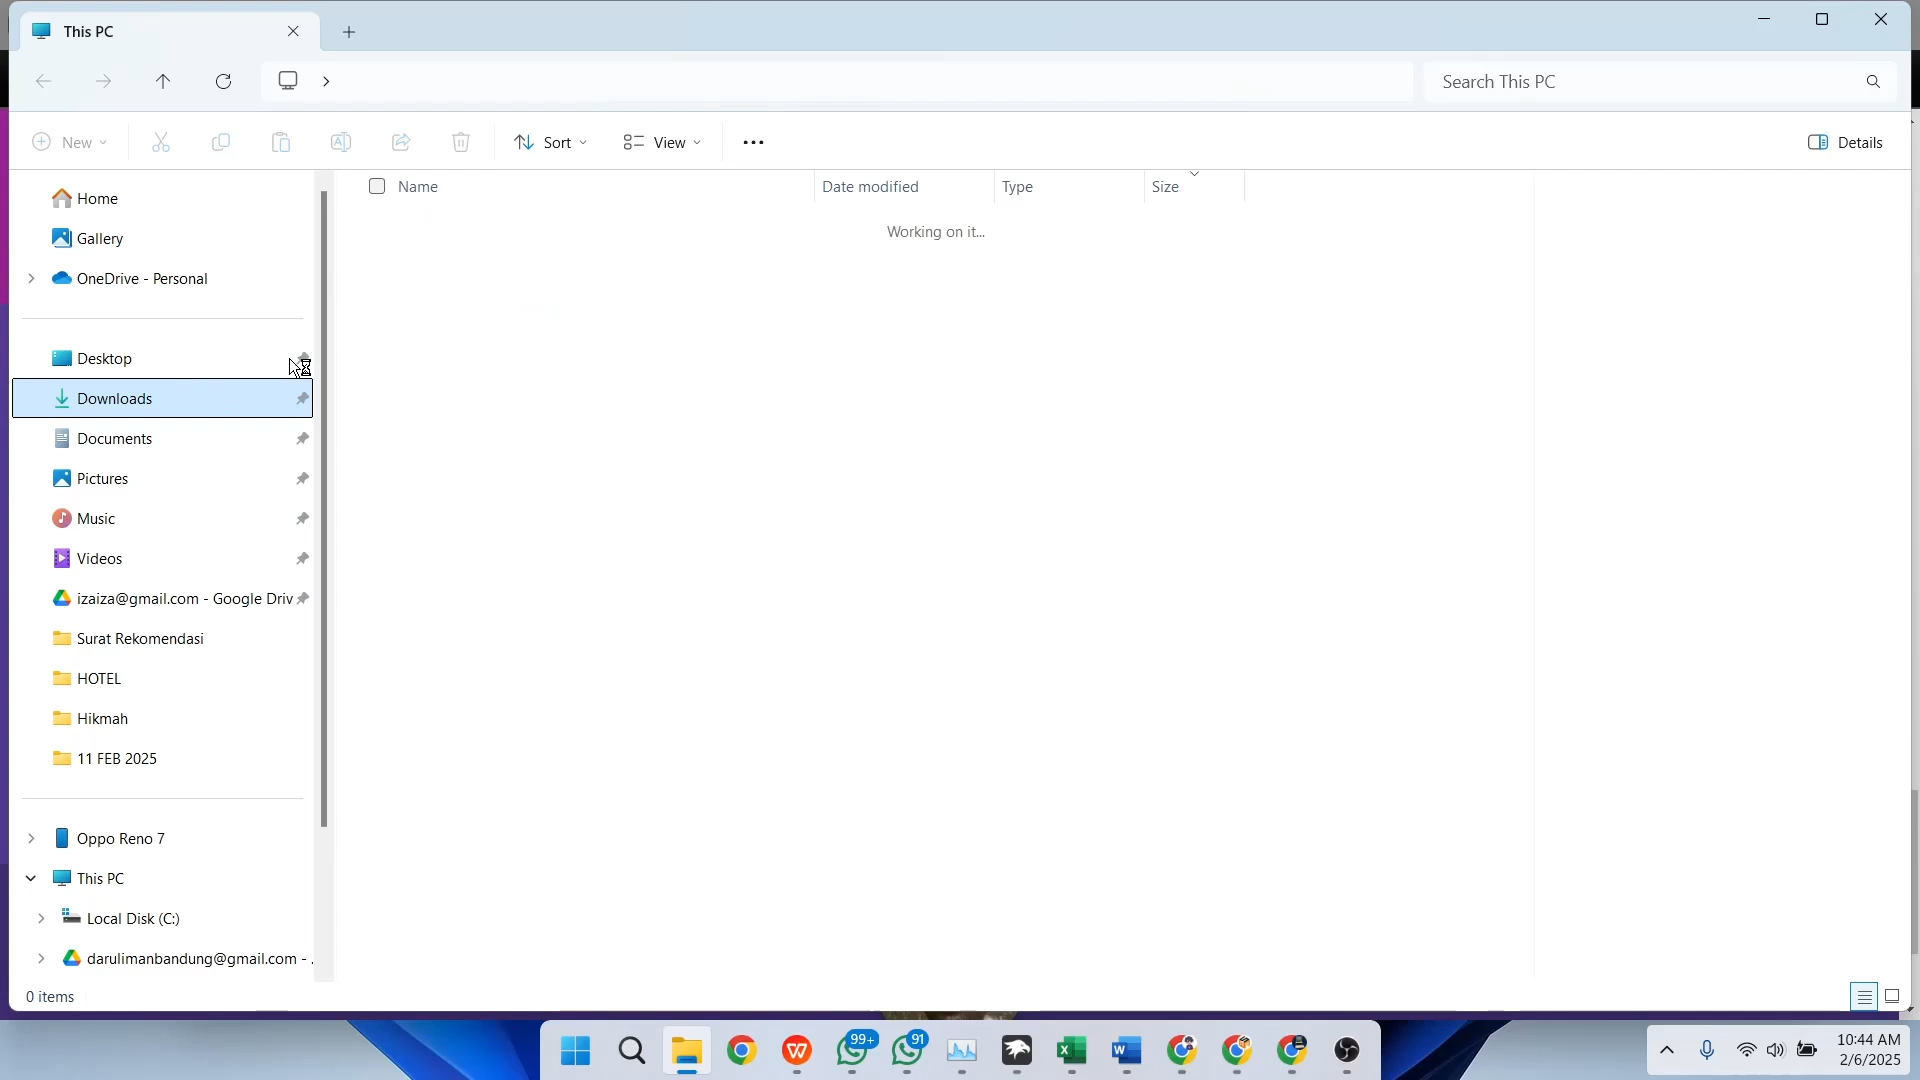 This PC
Search This PC
New
Sort
View
Details
Home
Gallery
OneDrive - Personal
Desktop
Downloads
Documents
Pictures
Music
Videos
izaiza@gmail.com - Google Driv
Surat Rekomendasi
HOTEL
Hikmah
11 FEB 2025
Oppo Reno 7
This PC
Local Disk (C:)
darulimanbandung@gmail.com - .
Name
Date modified
Type
Size
Working on it...
0 items
99+
91
10:44 AM
2/6/2025